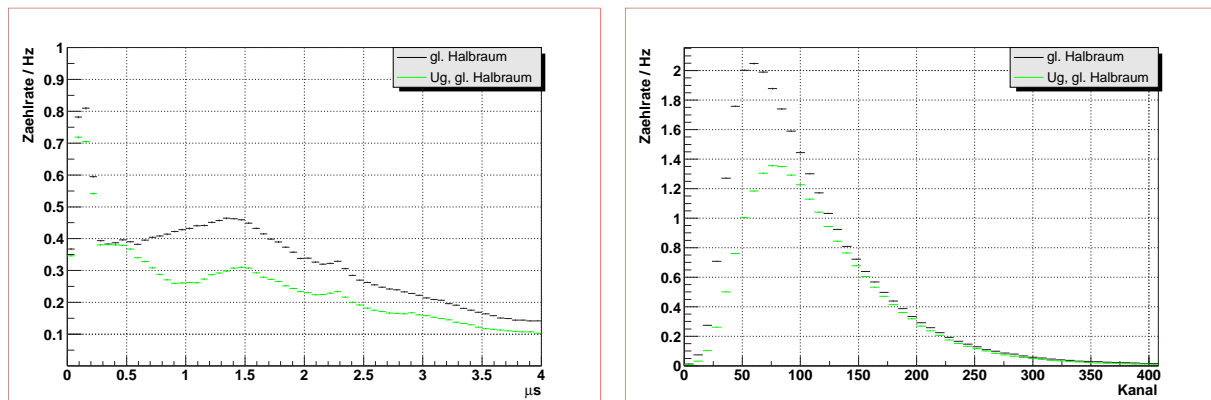 Zaehlrate / Hz
1
0.9
0.8
0.7
0.6
0.5
0.4
0.3
0.2
0.1
gl. Halbraum
Ug, gl. Halbraum
0 0.5 1 1.5 2 2.5 3 3.5 4
μs
Zaehlrate / Hz
2
1.8
1.6
1.4
1.2
1
0.8
0.6
0.4
0.2
0
gl. Halbraum
Ug, gl. Halbraum
0 50 100 150 200 250 300 350 400
Kanal